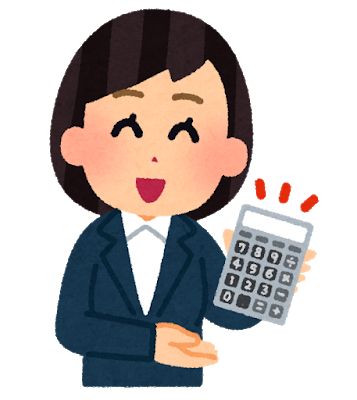 7 8 9 ÷
4 5 6 ×
1 2 3 −
0 . = +